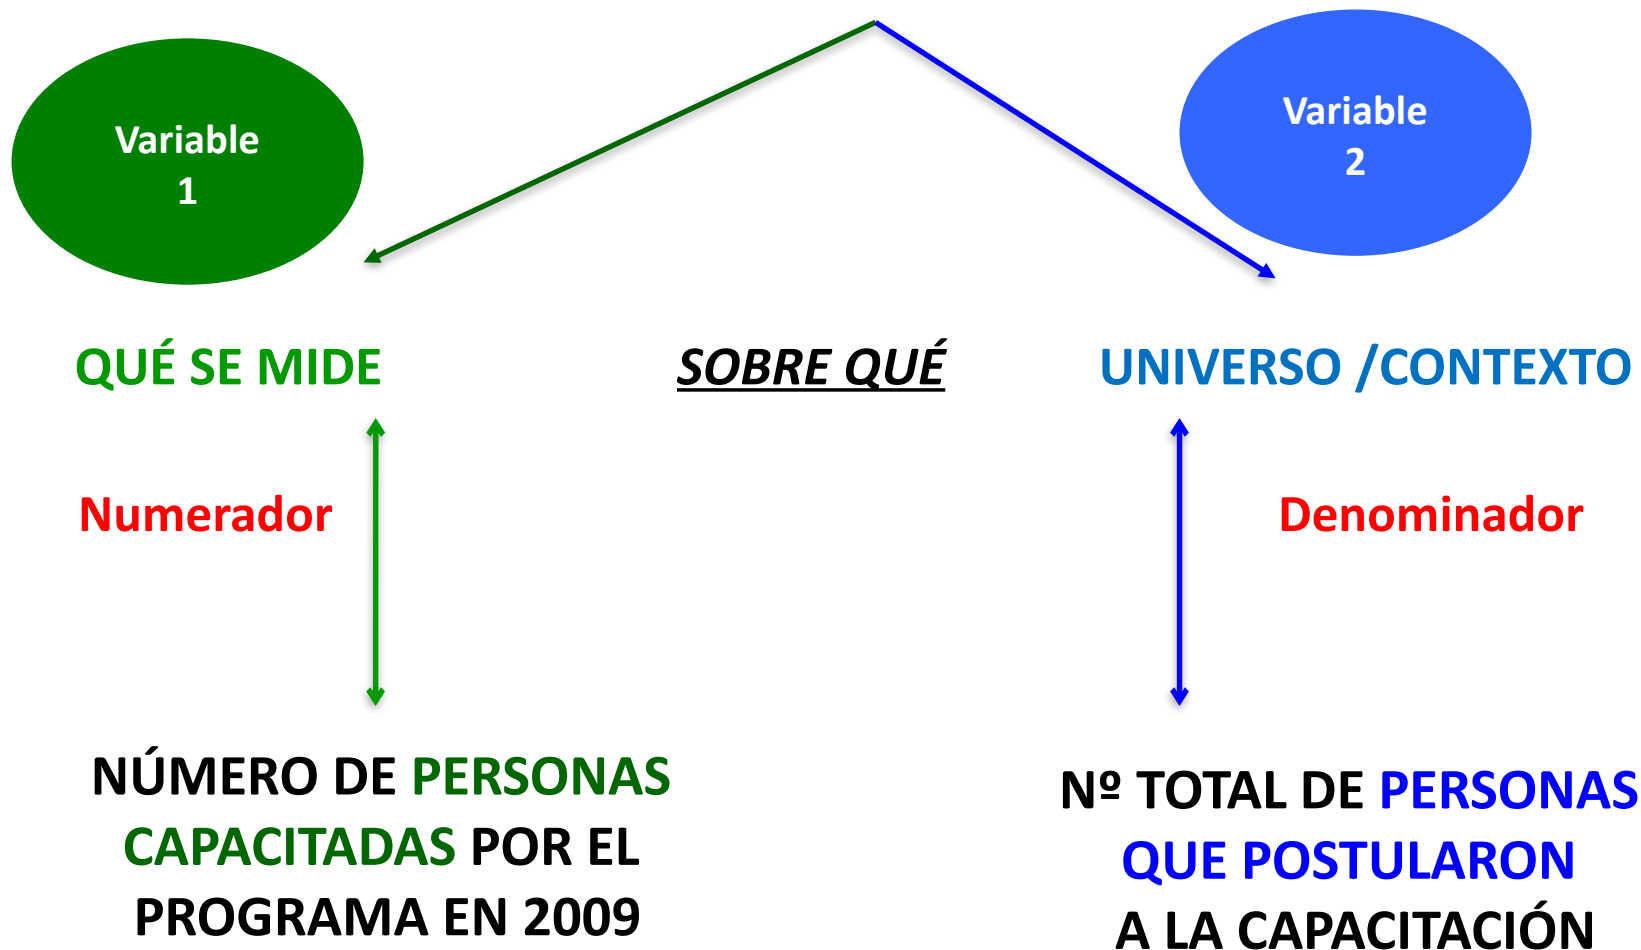 Variable
1
Variable
2
QUÉ SE MIDE
SOBRE QUÉ
UNIVERSO /CONTEXTO
Numerador
Denominador
NÚMERO DE PERSONAS
CAPACITADAS POR EL
PROGRAMA EN 2009
Nº TOTAL DE PERSONAS
QUE POSTULARON
A LA CAPACITACIÓN